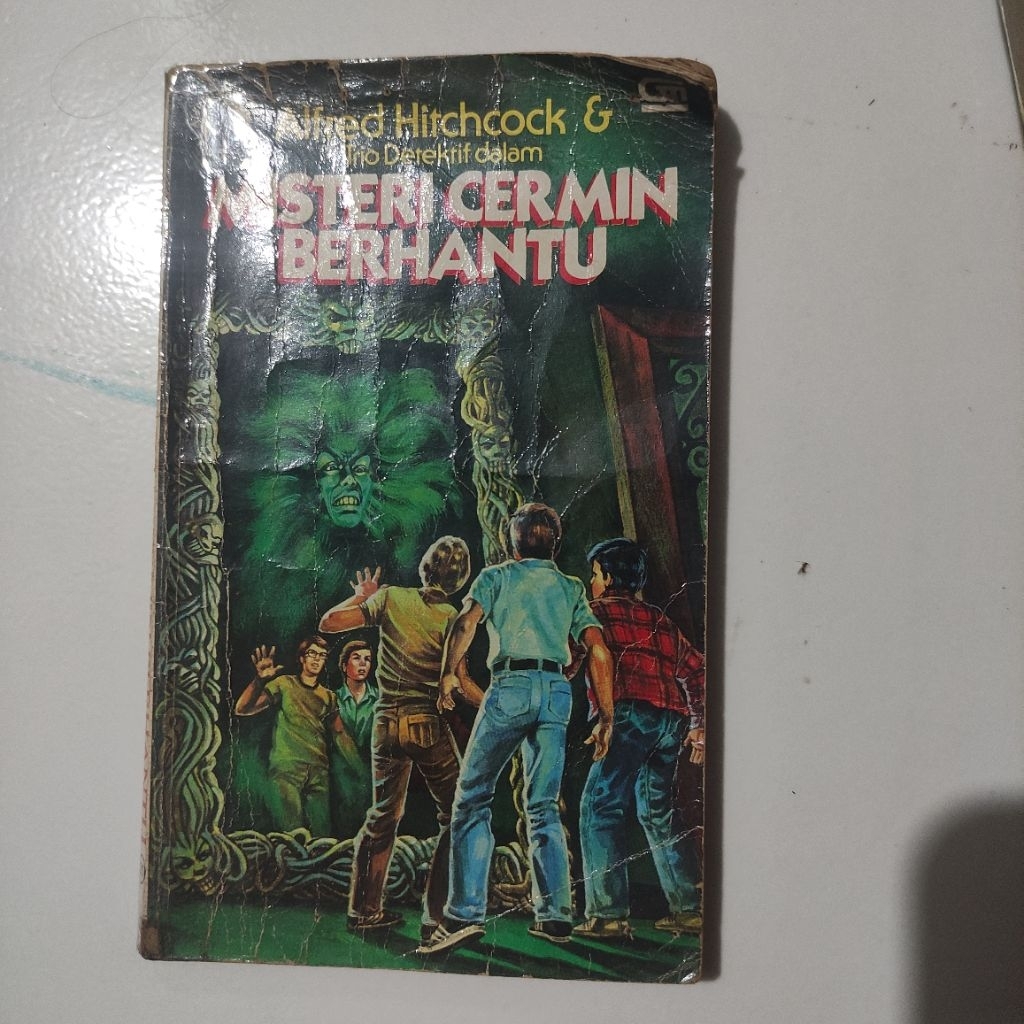 Alfred Hitchcock &
Trio Detektif dalam
MISTERI CERMIN
BERHANTU